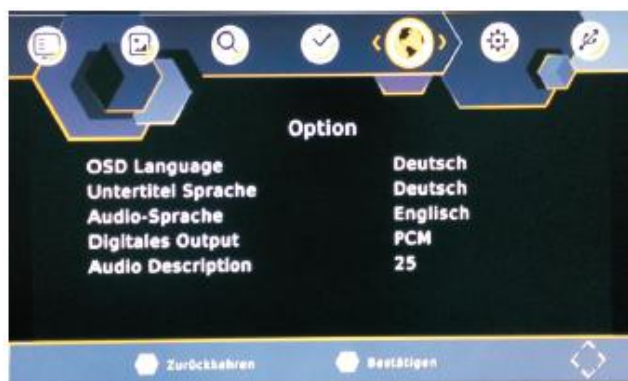 Option
OSD Language Deutsch
Untertitel Sprache Deutsch
Audio-Sprache Englisch
Digitales Output PCM
Audio Description 25
Zurückkehren Bestätigen